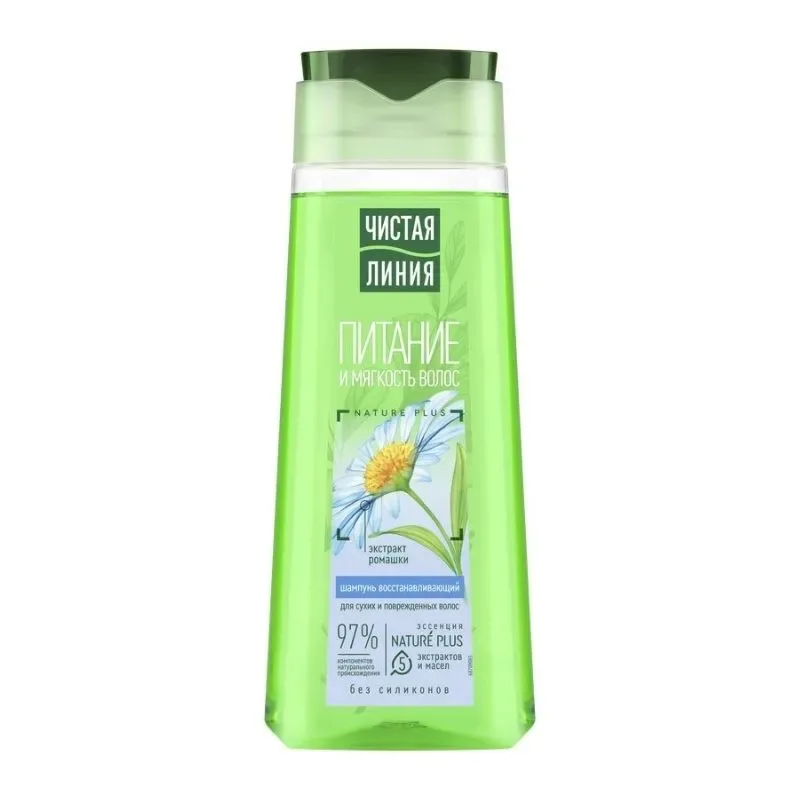 ЧИСТАЯ
ЛИНИЯ
ПИТАНИЕ
И МЯГКОСТЬ ВОЛОС
NATURE PLUS
экстракт
ромашки
шампунь восстанавливающий
для сухих и поврежденных волос
97%
компонентов
натурального
происхождения
эссенция
NATURÉ PLUS
5 экстрактов
и масел
без силиконов